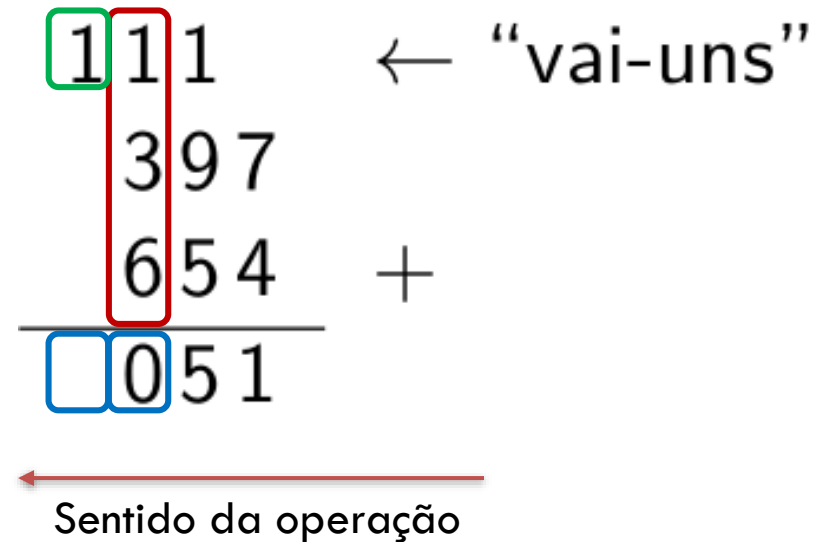 1 1 1 ← “vai-uns”
3 9 7
6 5 4 +
0 5 1
Sentido da operação